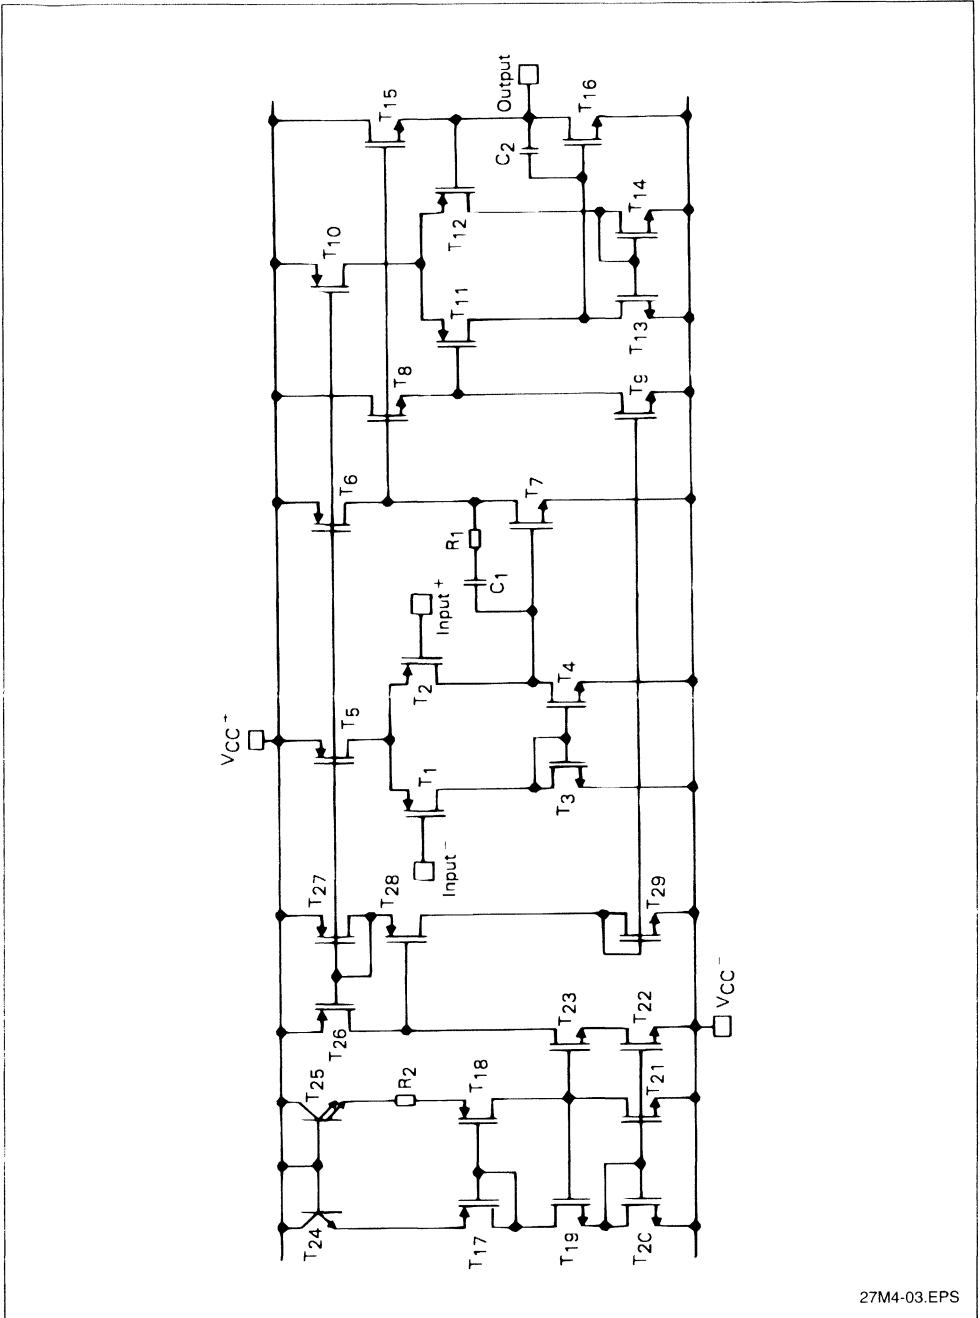 VCC+
T24
T25
R2
T17
T18
T19
T2C
T21
T26
T23
T22
T27
T28
T29
VCC-
T5
Input-
T1
T2
Input+
T3
T4
C1
R1
T6
T7
T8
T9
T10
T11
T12
T13
T14
T15
C2
Output
T16
27M4-03.EPS